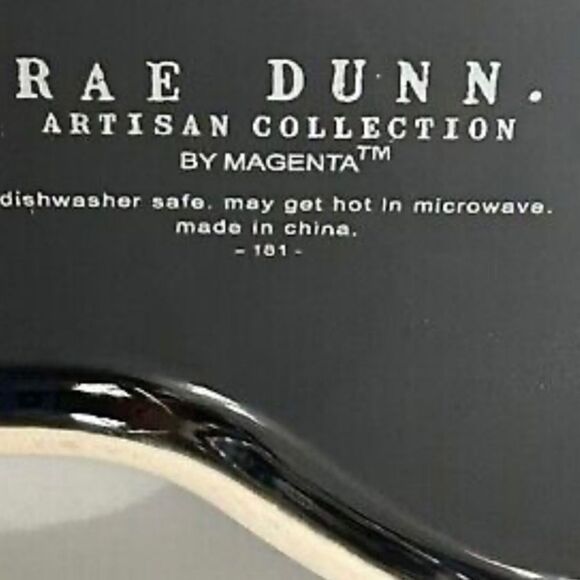 RAE DUNN.
ARTISAN COLLECTION
BY MAGENTA™
dishwasher safe. may get hot in microwave.
made in china.
- 181 -